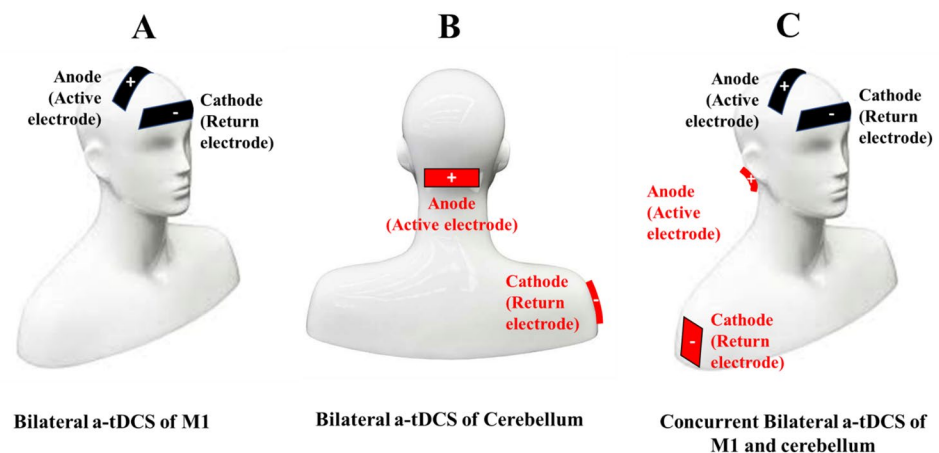 A
Anode
(Active
electrode)
+
-
Cathode
(Return
electrode)
Bilateral a-tDCS of M1
B
+
Anode
(Active electrode)
Cathode
(Return
electrode)
-
Bilateral a-tDCS of Cerebellum
C
Anode
(Active
electrode)
+
-
Cathode
(Return
electrode)
+
Anode
(Active
electrode)
-
Cathode
(Return
electrode)
Concurrent Bilateral a-tDCS of
M1 and cerebellum